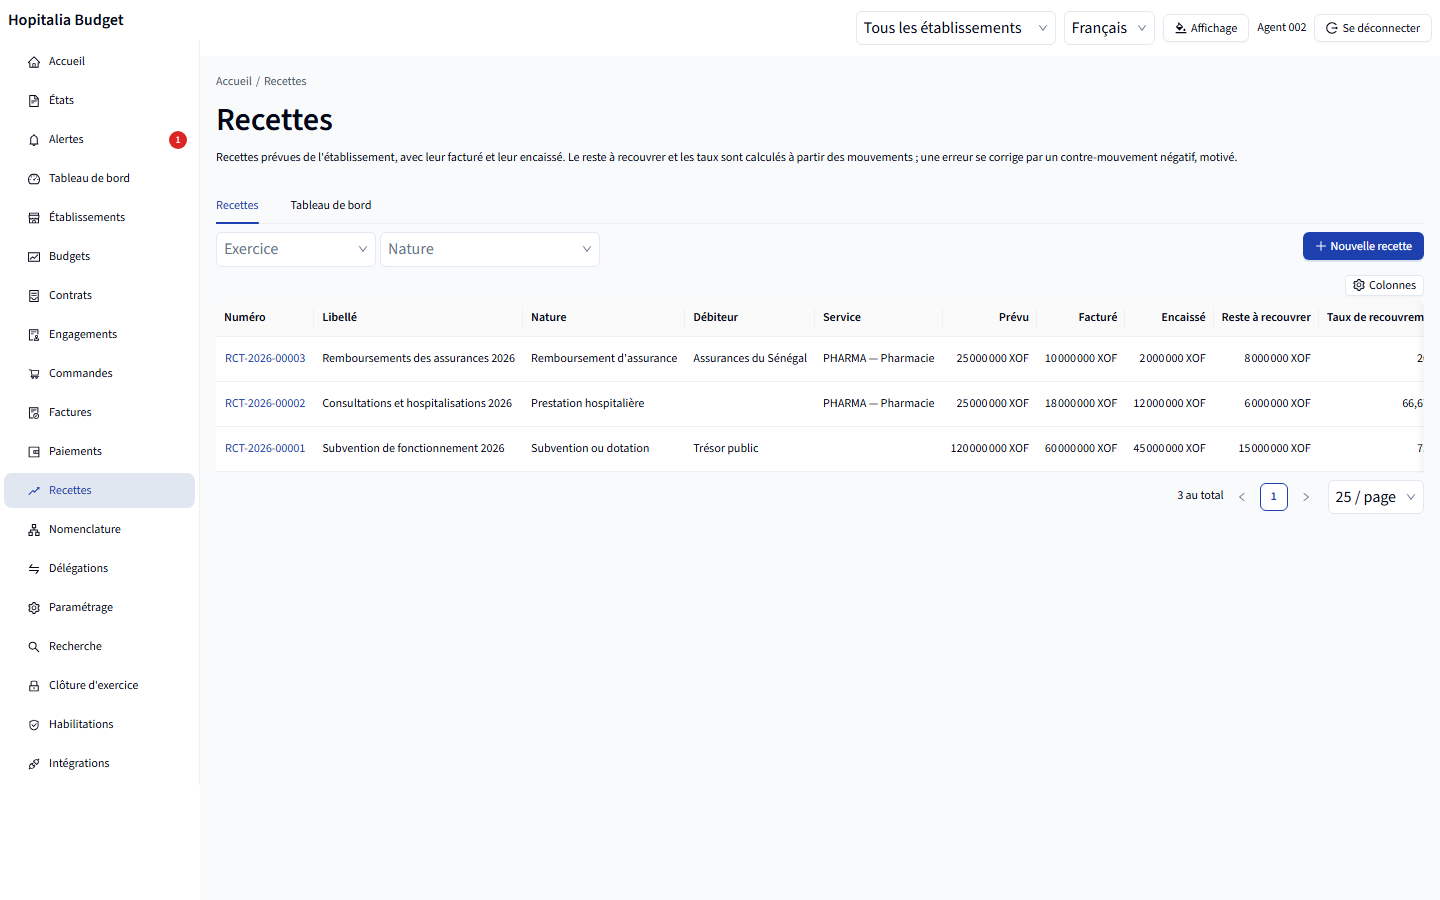 Hopitalia Budget
Tous les établissements
Français
Affichage
Agent 002
Se déconnecter
Accueil
États
Alertes
1
Tableau de bord
Établissements
Budgets
Contrats
Engagements
Commandes
Factures
Paiements
Recettes
Nomenclature
Délégations
Paramétrage
Recherche
Clôture d'exercice
Habilitations
Intégrations
Accueil / Recettes
Recettes
Recettes prévues de l'établissement, avec leur facturé et leur encaissé. Le reste à recouvrer et les taux sont calculés à partir des mouvements ; une erreur se corrige par un contre-mouvement négatif, motivé.
Recettes Tableau de bord
Exercice Nature
Nouvelle recette
Colonnes
Numéro Libellé Nature Débiteur Service Prévu Facturé Encaissé Reste à recouvrer Taux de recouvrem
RCT-2026-00003 Remboursements des assurances 2026 Remboursement d'assurance Assurances du Sénégal PHARMA — Pharmacie 25 000 000 XOF 10 000 000 XOF 2 000 000 XOF 8 000 000 XOF
RCT-2026-00002 Consultations et hospitalisations 2026 Prestation hospitalière PHARMA — Pharmacie 25 000 000 XOF 18 000 000 XOF 12 000 000 XOF 6 000 000 XOF 66,6
RCT-2026-00001 Subvention de fonctionnement 2026 Subvention ou dotation Trésor public 120 000 000 XOF 60 000 000 XOF 45 000 000 XOF 15 000 000 XOF
3 au total 1 25 / page